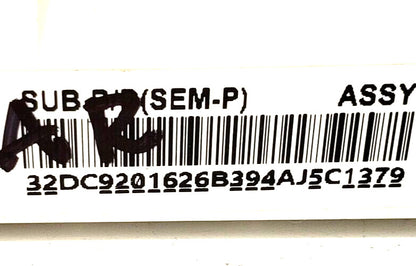 SUB P/P(SEM-P) ASSY
AR
32DC9201626B394AJ5C1379